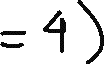 = 4)